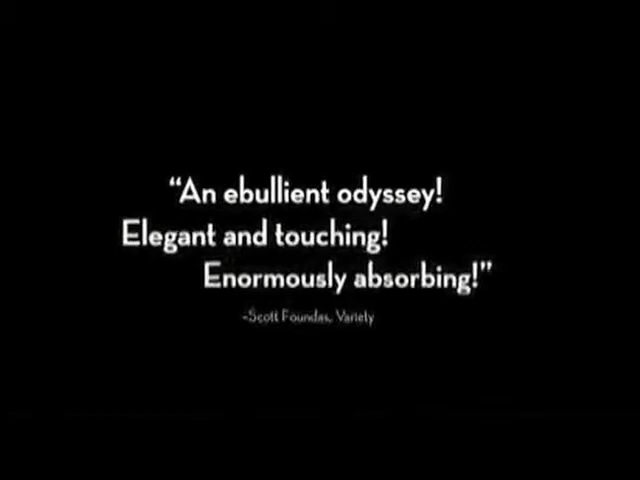 “An ebullient odyssey!
Elegant and touching!
Enormously absorbing!”
-Scott Foundas, Variety